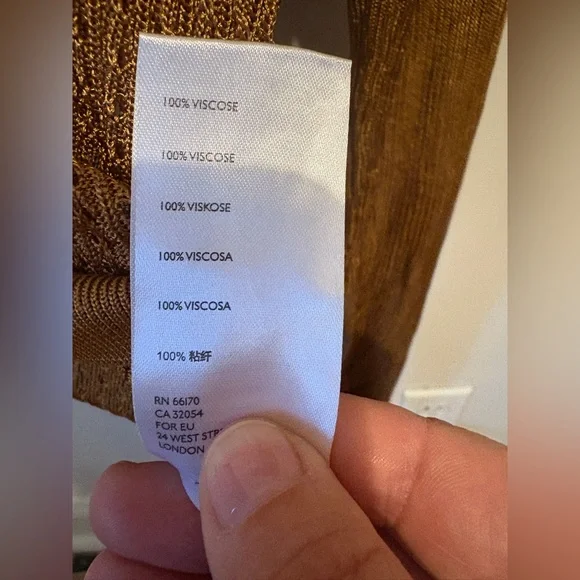 100% VISCOSE
100% VISCOSE
100% VISKOSE
100% VISCOSA
100% VISCOSA
100% 粘纤
RN 66170
CA 32054
FOR EU
24 WEST
LONDON